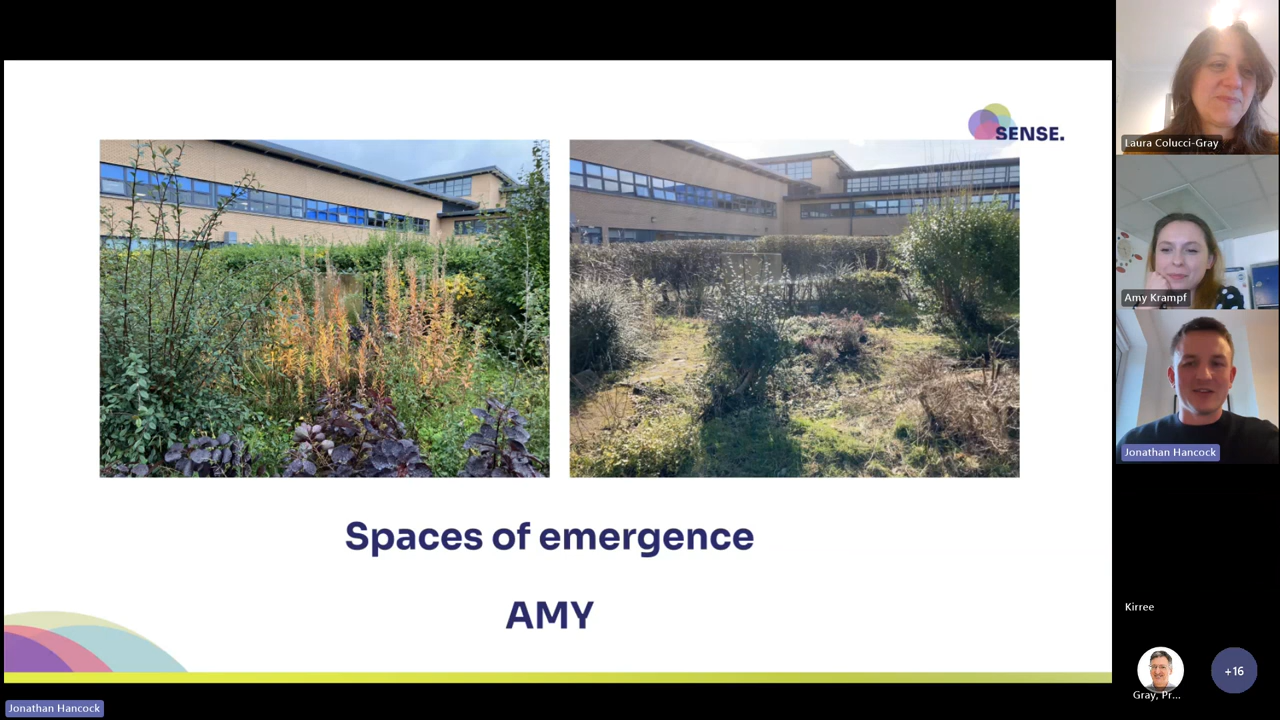 SENSE.
Spaces of emergence
AMY
Laura Colucci-Gray
Amy Krampf
Jonathan Hancock
Kirree
Gray, Pr...
+16
Jonathan Hancock